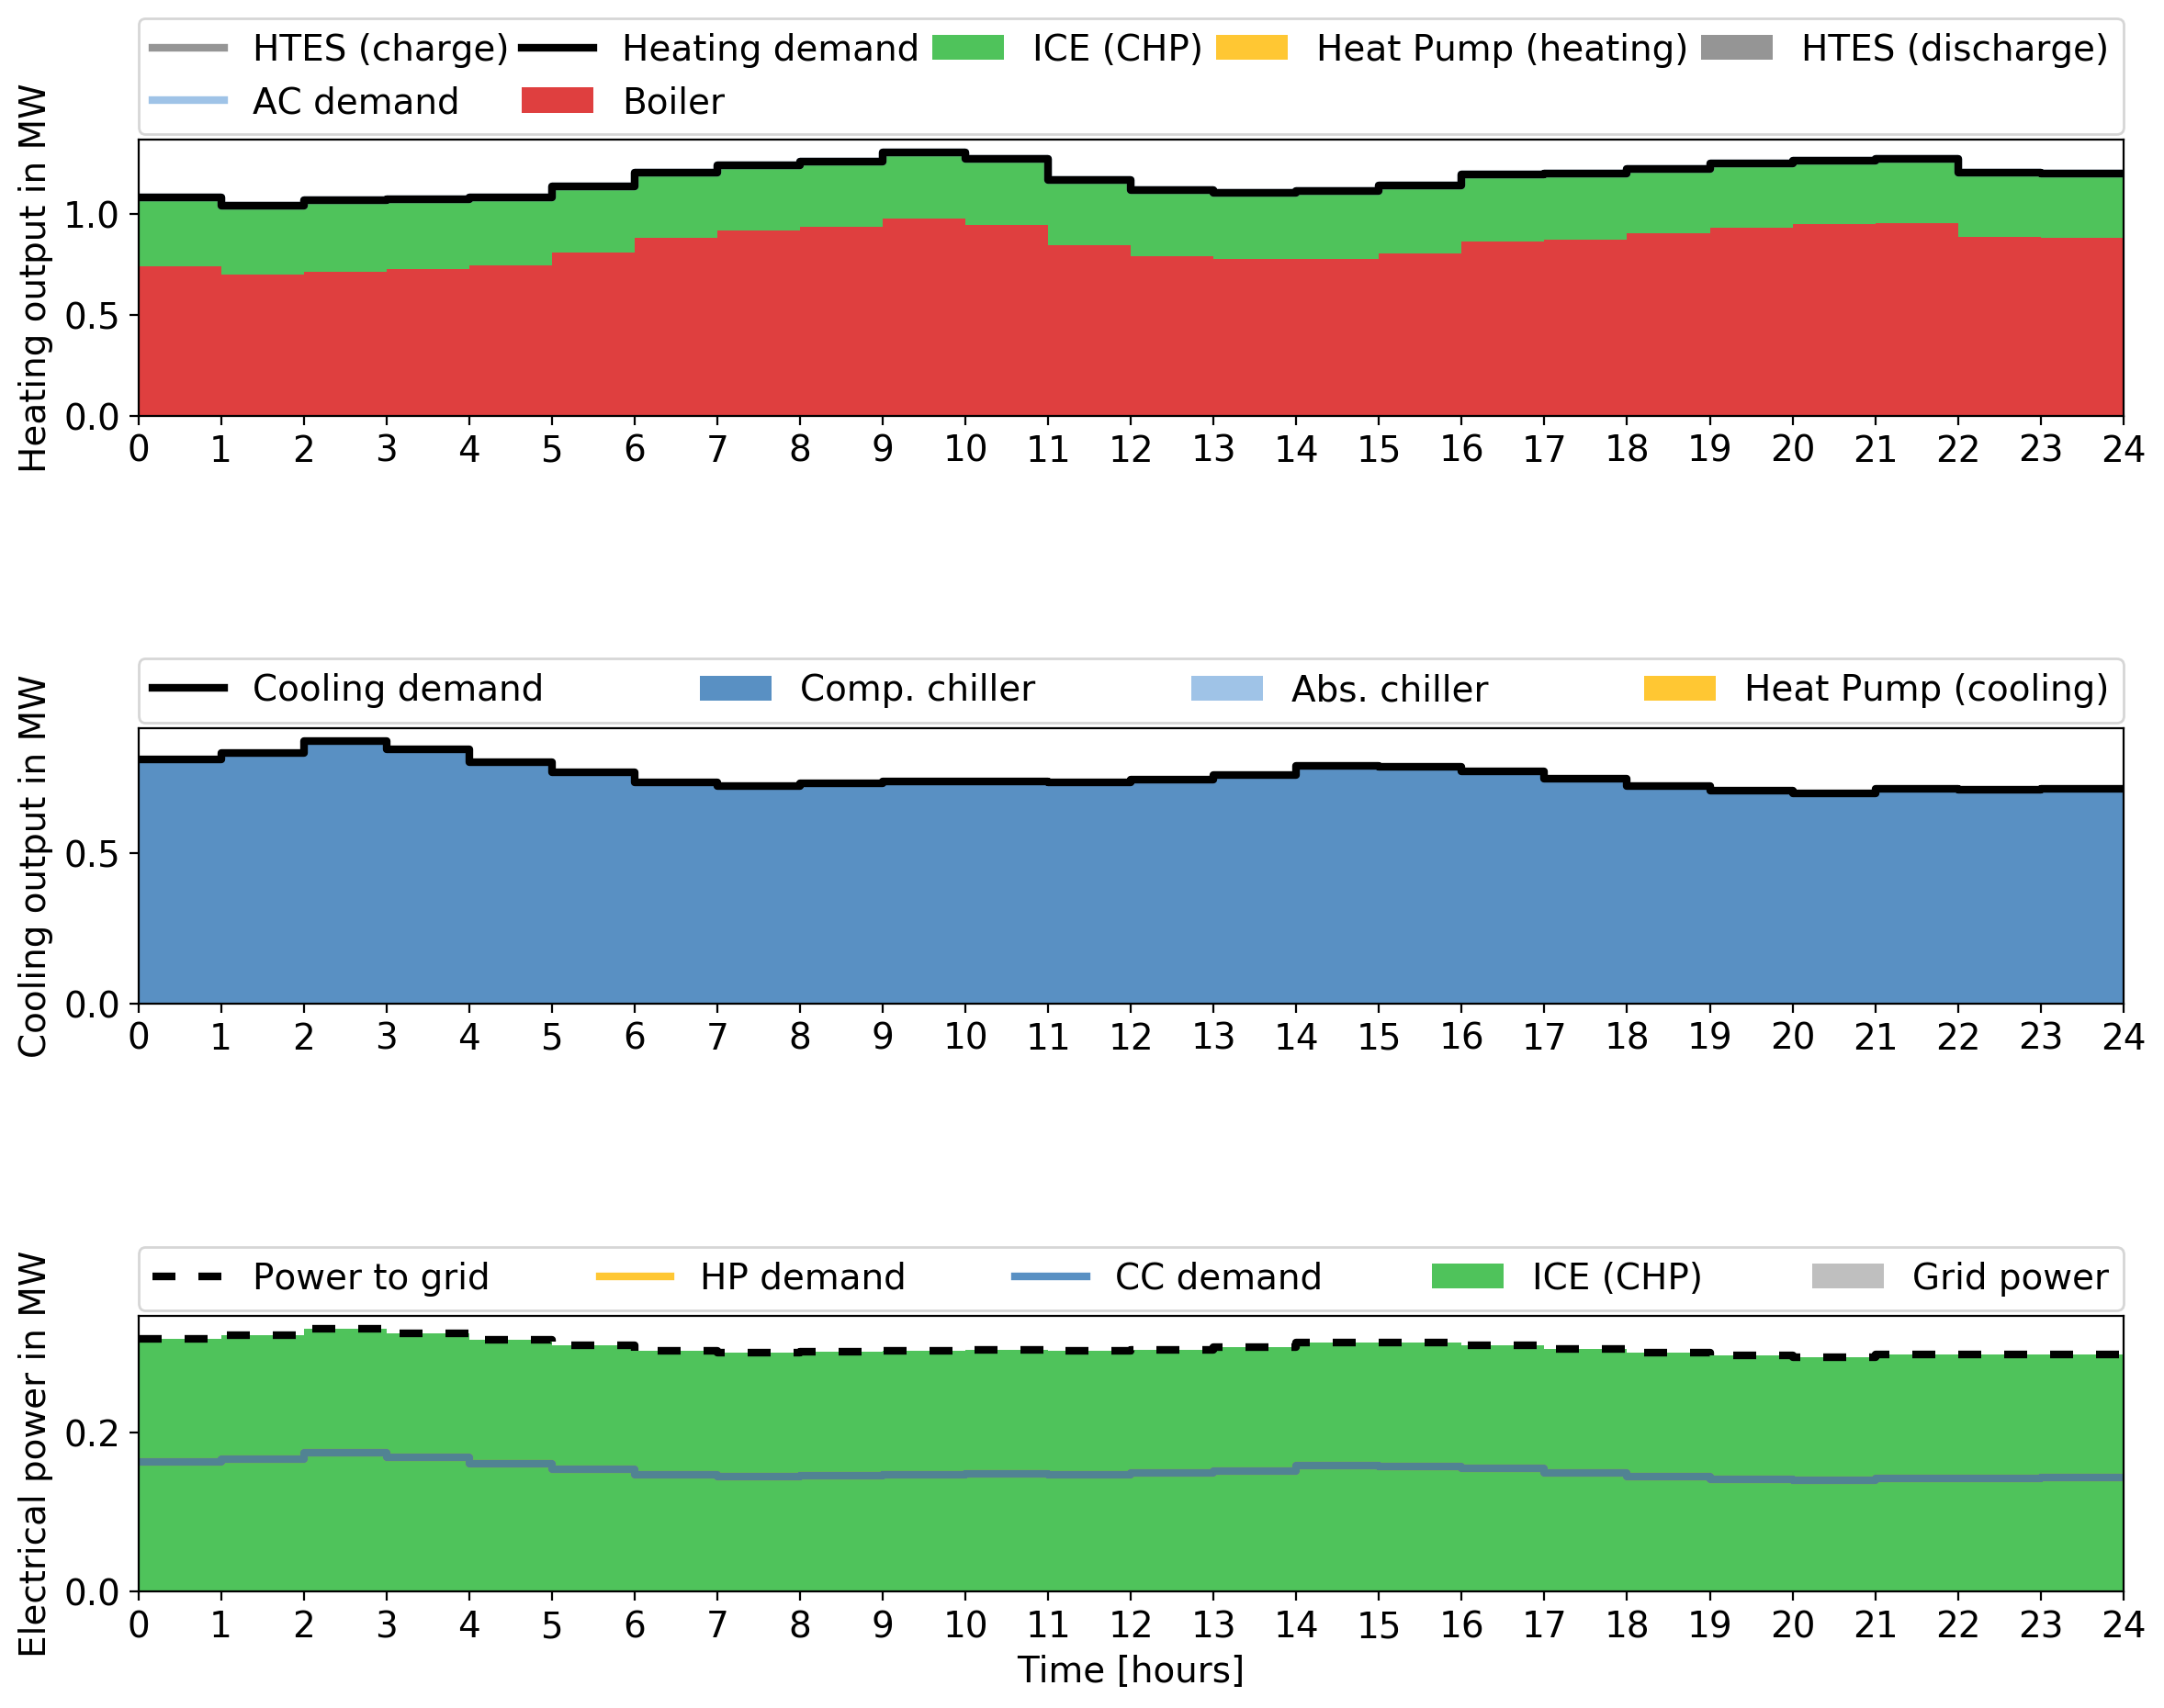 HTES (charge) Heating demand ICE (CHP) Heat Pump (heating) HTES (discharge)
AC demand Boiler
Heating output in MW
1.0
0.5
0.0
0 1 2 3 4 5 6 7 8 9 10 11 12 13 14 15 16 17 18 19 20 21 22 23 24
Cooling demand Comp. chiller Abs. chiller Heat Pump (cooling)
Cooling output in MW
0.5
0.0
0 1 2 3 4 5 6 7 8 9 10 11 12 13 14 15 16 17 18 19 20 21 22 23 24
Power to grid HP demand CC demand ICE (CHP) Grid power
Electrical power in MW
0.2
0.0
0 1 2 3 4 5 6 7 8 9 10 11 12 13 14 15 16 17 18 19 20 21 22 23 24
Time [hours]